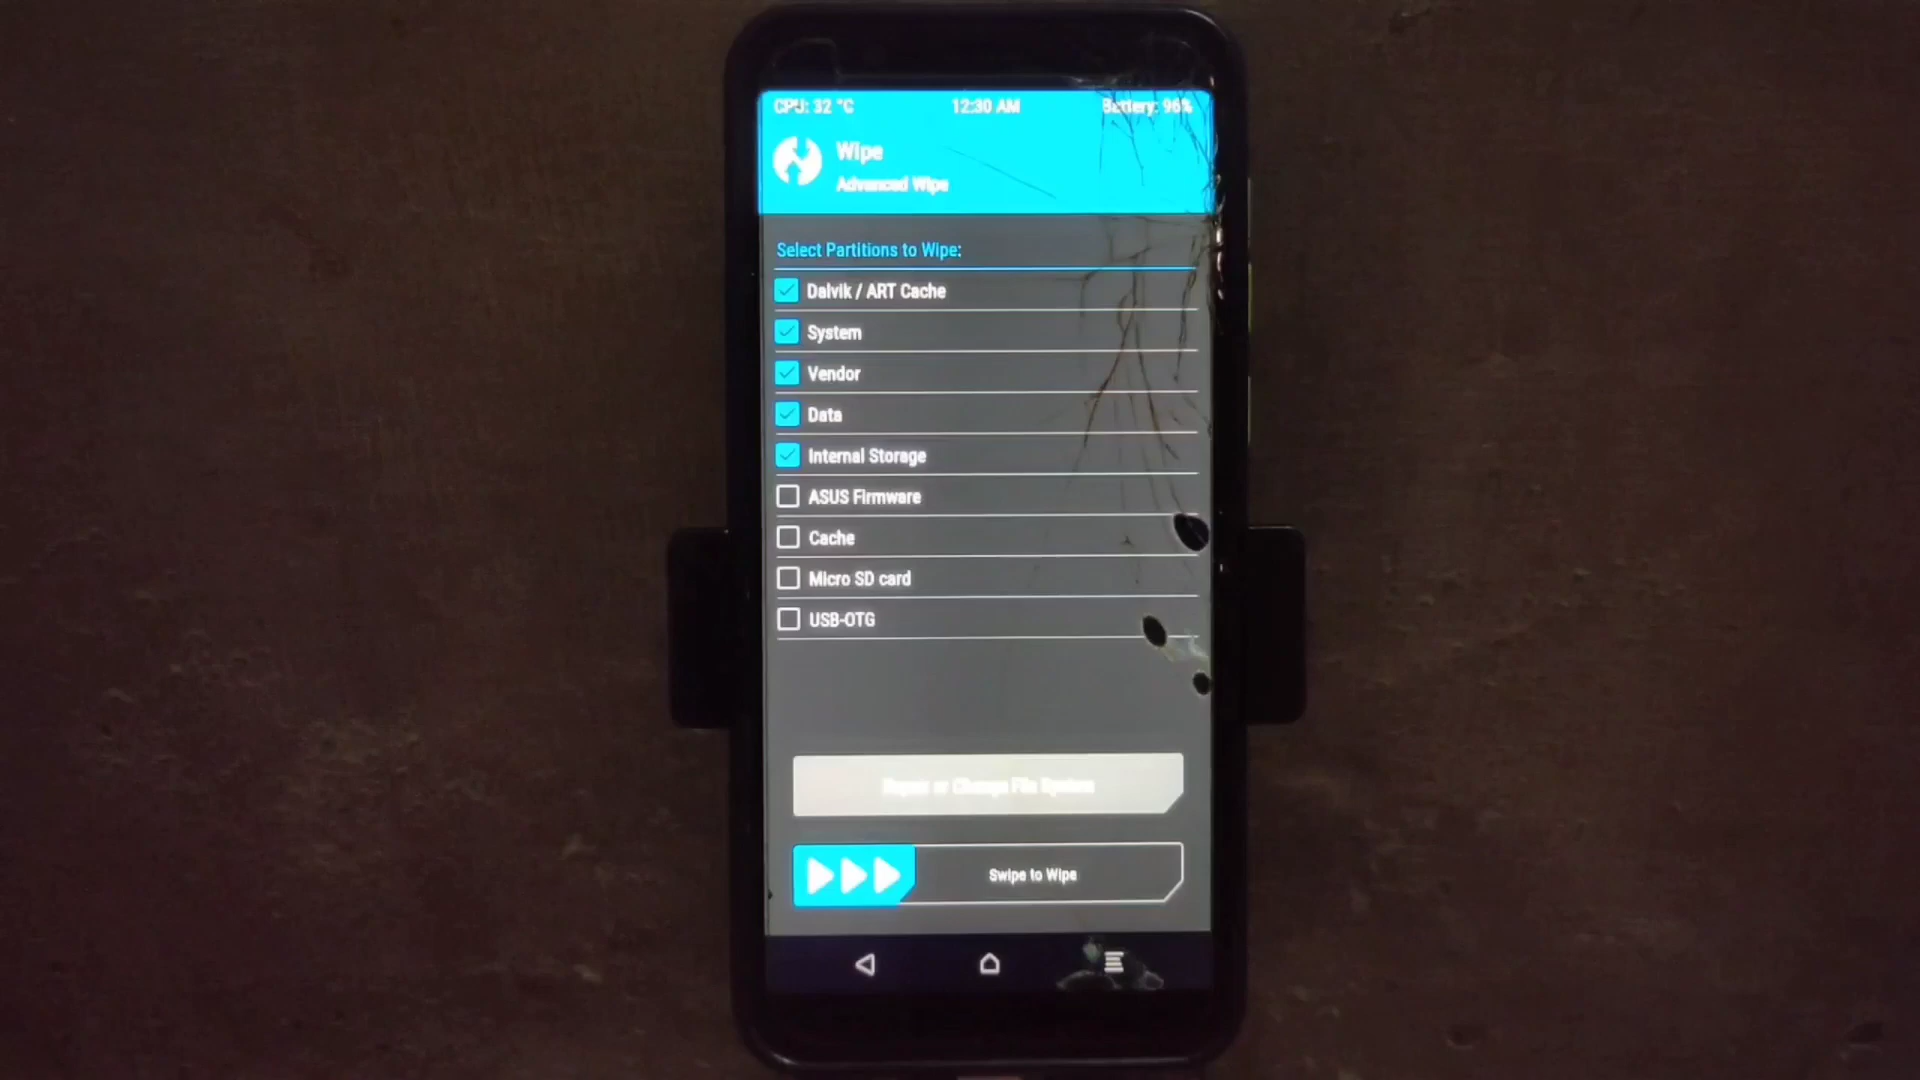 CPU: 32 °C
12:30 AM
Battery: 96%
Wipe
Advanced Wipe
Select Partitions to Wipe:
Dalvik / ART Cache
System
Vendor
Data
Internal Storage
ASUS Firmware
Cache
Micro SD card
USB-OTG
Repair or Change File System
Swipe to Wipe